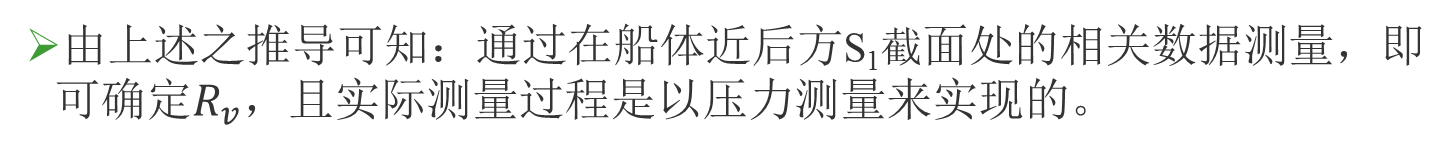 ➢由上述之推导可知：通过在船体近后方S₁截面处的相关数据测量，即
可确定Rᵥ，且实际测量过程是以压力测量来实现的。